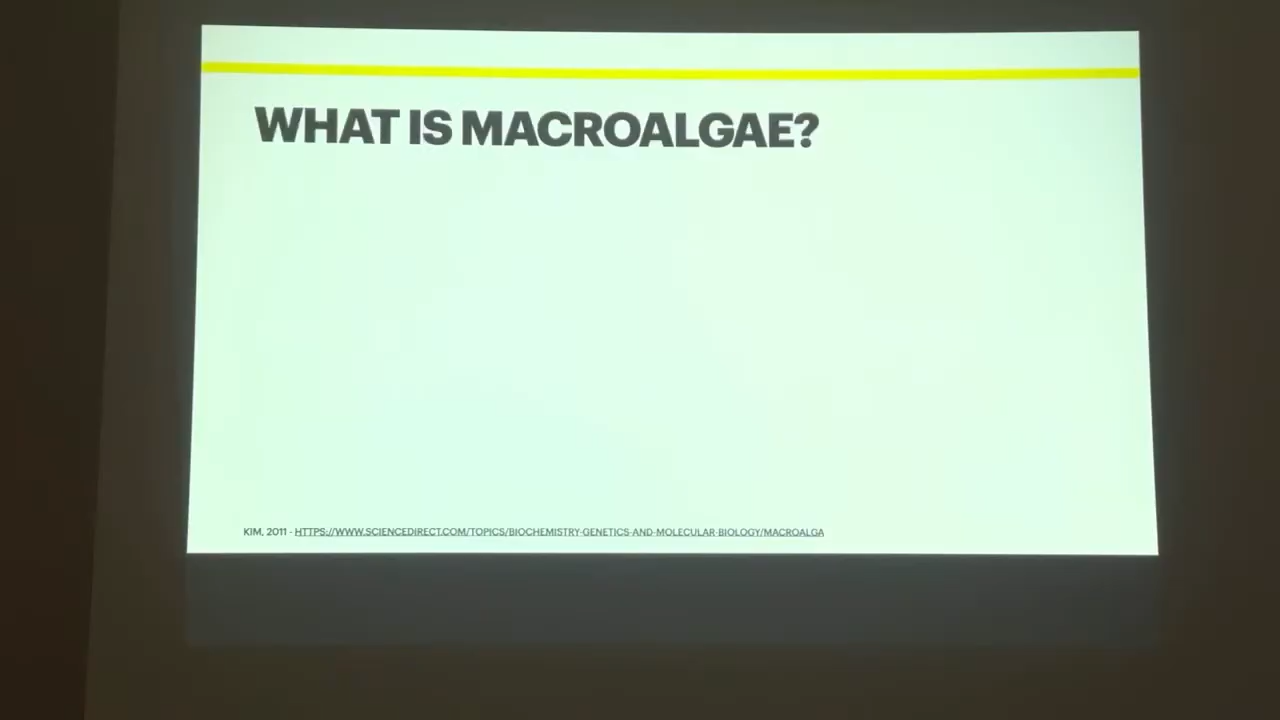 WHAT IS MACROALGAE?
KIM, 2011 - HTTPS://WWW.SCIENCEDIRECT.COM/TOPICS/BIOCHEMISTRY-GENETICS-AND-MOLECULAR-BIOLOGY/MACROALGA